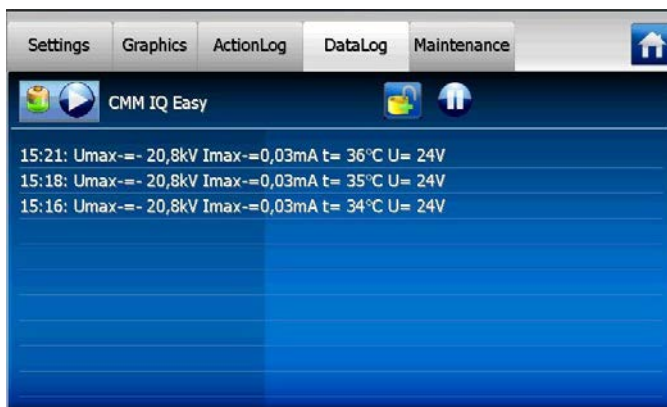 Settings Graphics ActionLog DataLog Maintenance
CMM IQ Easy
15:21: Umax-=- 20,8kV Imax-=0,03mA t= 36°C U= 24V
15:18: Umax-=- 20,8kV Imax-=0,03mA t= 35°C U= 24V
15:16: Umax-=- 20,8kV Imax-=0,03mA t= 34°C U= 24V